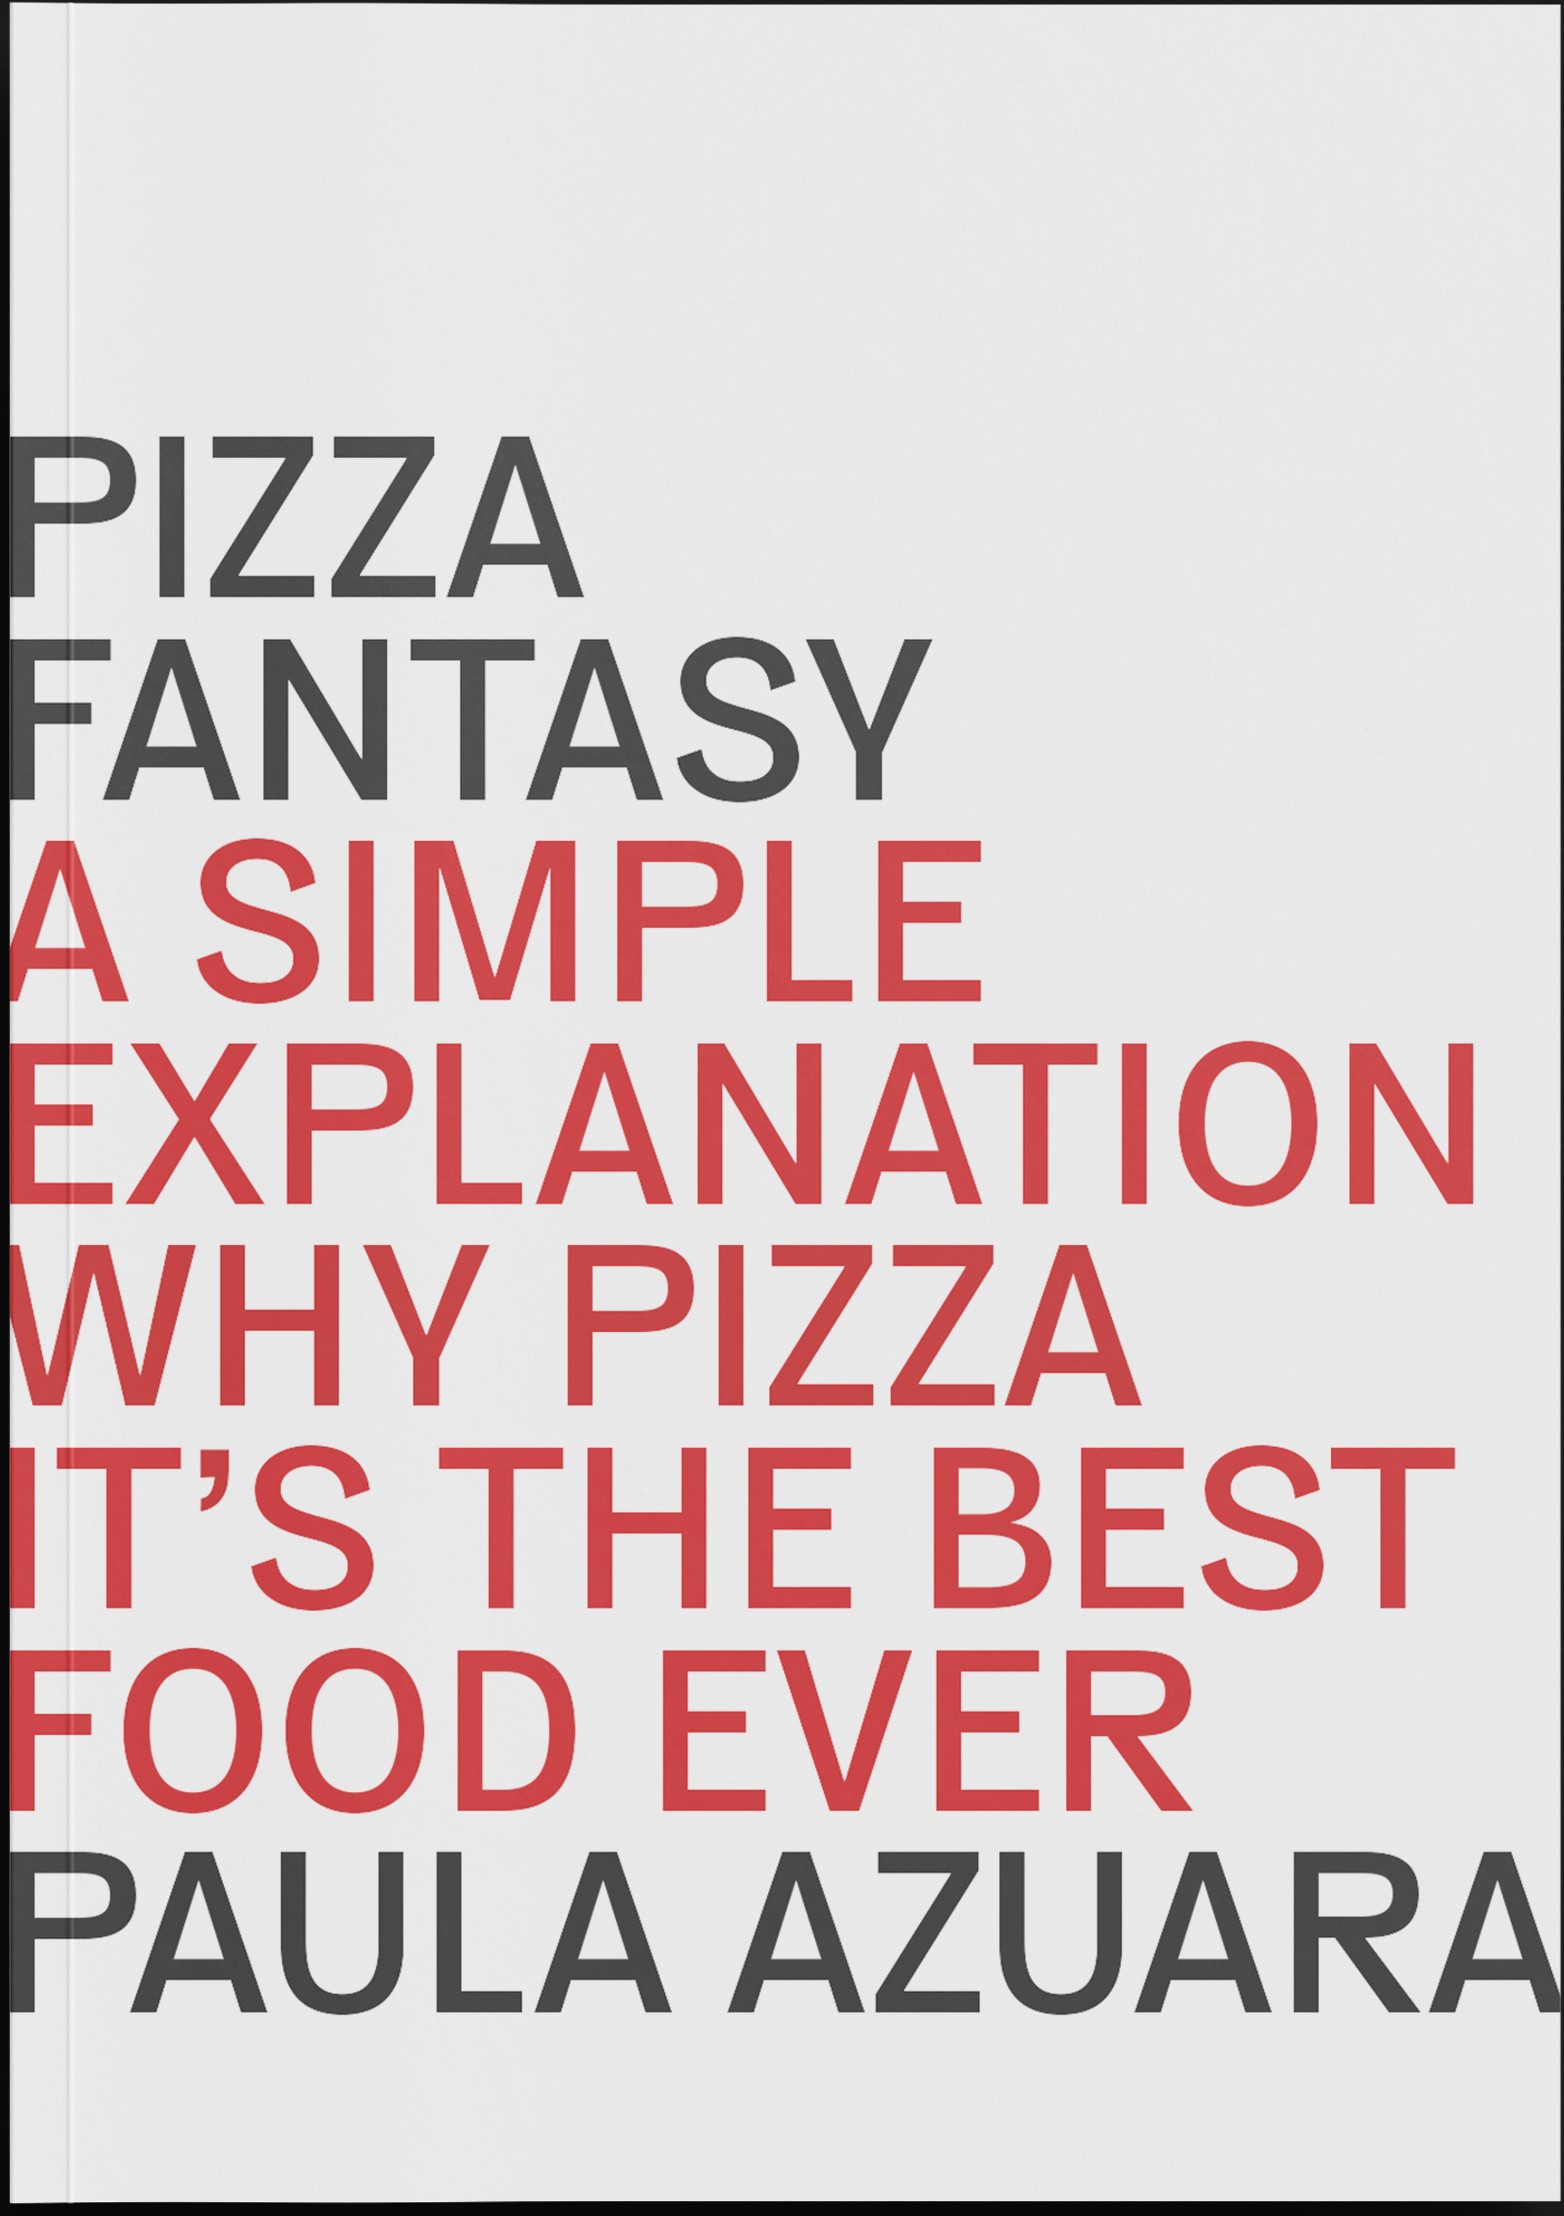 PIZZA
FANTASY
A SIMPLE
EXPLANATION
WHY PIZZA
IT’S THE BEST
FOOD EVER
PAULA AZUARA